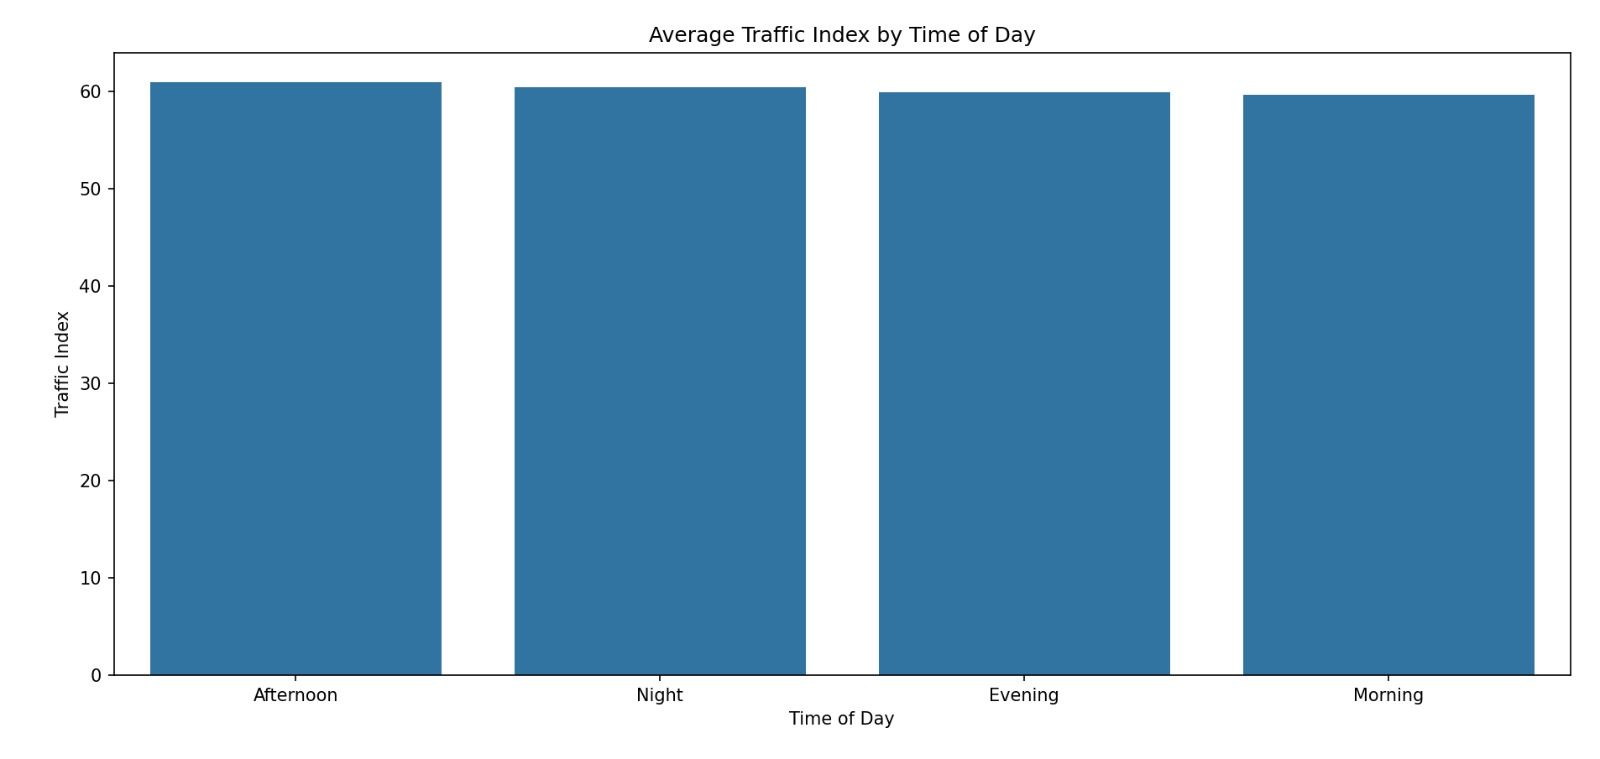 Average Traffic Index by Time of Day
Traffic Index
60
50
40
30
20
10
0
Afternoon
Night
Evening
Morning
Time of Day